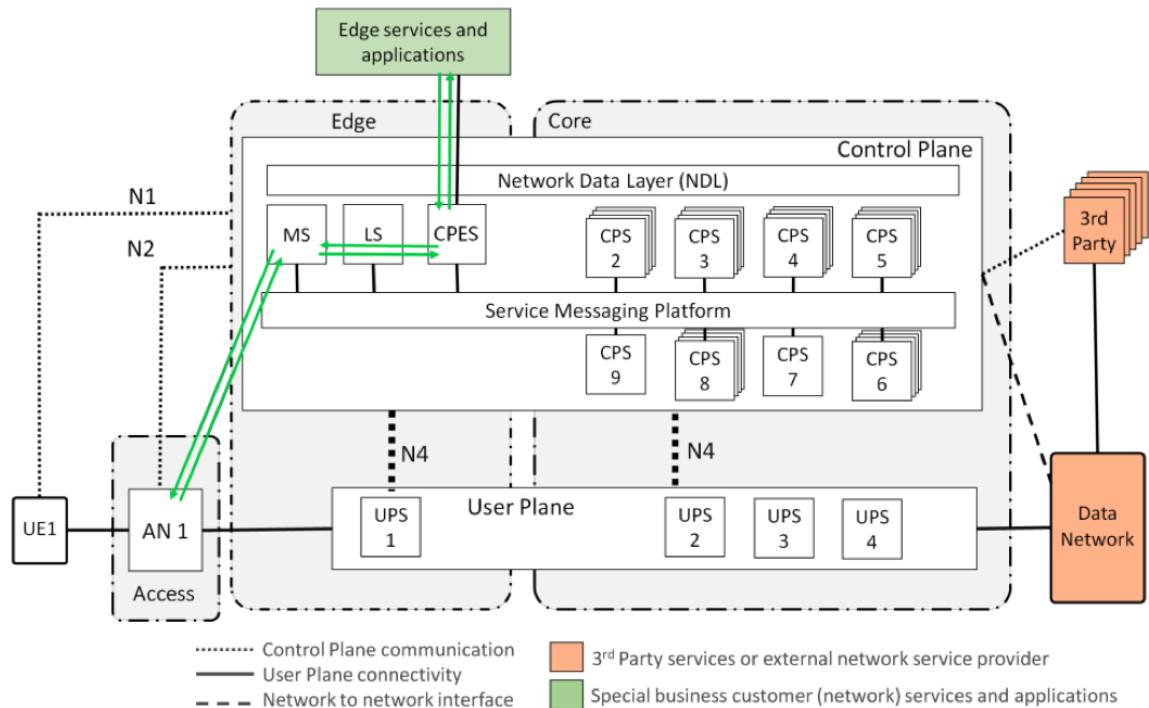 Edge services and
applications
Edge
Core
Control Plane
Network Data Layer (NDL)
N1
N2
MS
LS
CPES
CPS
2
CPS
3
CPS
4
CPS
5
3rd
Party
Service Messaging Platform
CPS
9
CPS
8
CPS
7
CPS
6
N4
N4
User Plane
UE1
AN 1
UPS
1
UPS
2
UPS
3
UPS
4
Data
Network
Access
Control Plane communication
User Plane connectivity
Network to network interface
3rd Party services or external network service provider
Special business customer (network) services and applications